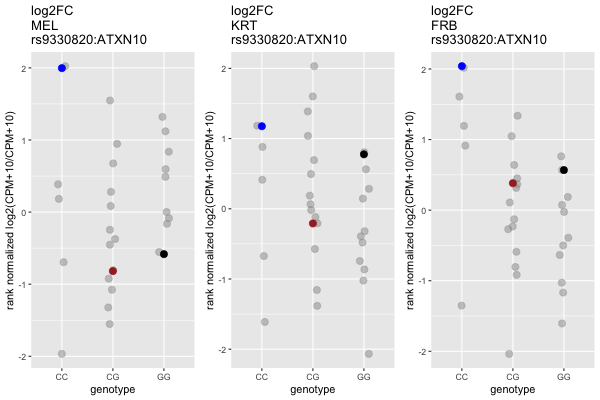 log2FC
MEL
rs9330820:ATXN10
rank normalized log2(CPM+10/CPM+10)
2
1
0
-1
-2
CC
CG
GG
genotype
log2FC
KRT
rs9330820:ATXN10
rank normalized log2(CPM+10/CPM+10)
2
1
0
-1
-2
CC
CG
GG
genotype
log2FC
FRB
rs9330820:ATXN10
rank normalized log2(CPM+10/CPM+10)
2
1
0
-1
-2
CC
CG
GG
genotype